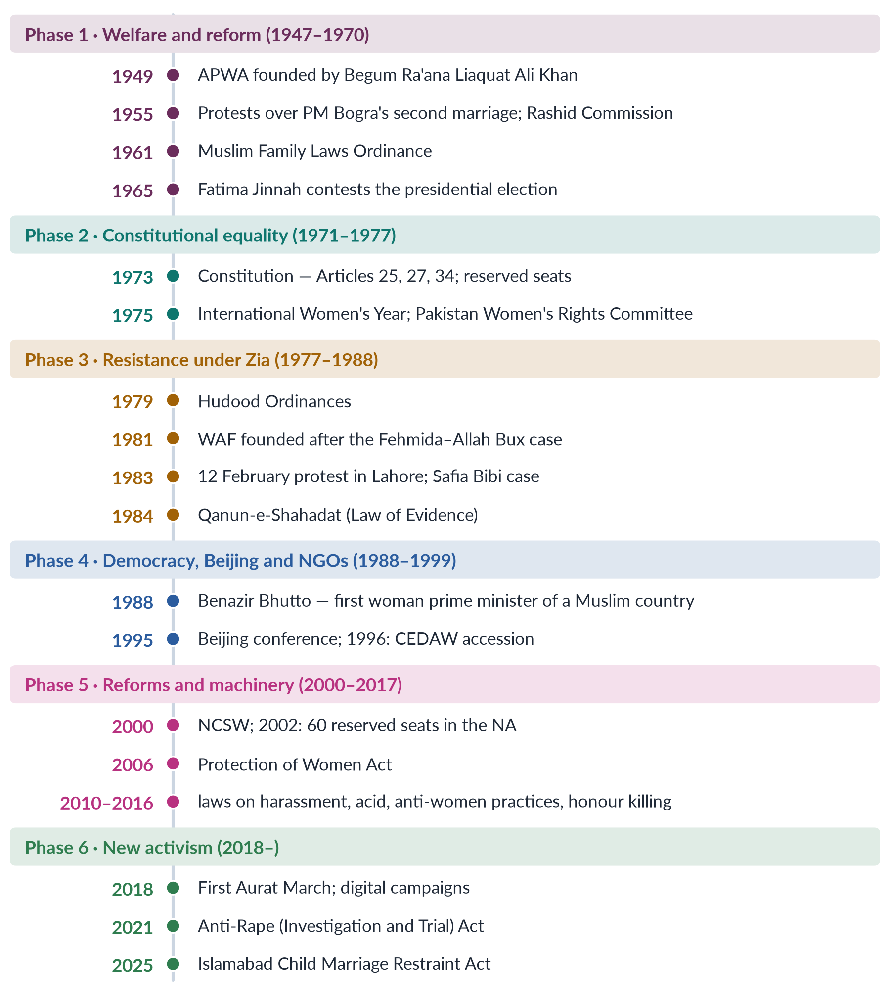 Phase 1 · Welfare and reform (1947–1970)
1949 APWA founded by Begum Ra'ana Liaquat Ali Khan
1955 Protests over PM Bogra's second marriage; Rashid Commission
1961 Muslim Family Laws Ordinance
1965 Fatima Jinnah contests the presidential election
Phase 2 · Constitutional equality (1971–1977)
1973 Constitution — Articles 25, 27, 34; reserved seats
1975 International Women's Year; Pakistan Women's Rights Committee
Phase 3 · Resistance under Zia (1977–1988)
1979 Hudood Ordinances
1981 WAF founded after the Fehmida–Allah Bux case
1983 12 February protest in Lahore; Safia Bibi case
1984 Qanun-e-Shahadat (Law of Evidence)
Phase 4 · Democracy, Beijing and NGOs (1988–1999)
1988 Benazir Bhutto — first woman prime minister of a Muslim country
1995 Beijing conference; 1996: CEDAW accession
Phase 5 · Reforms and machinery (2000–2017)
2000 NCSW; 2002: 60 reserved seats in the NA
2006 Protection of Women Act
2010–2016 laws on harassment, acid, anti-women practices, honour killing
Phase 6 · New activism (2018–)
2018 First Aurat March; digital campaigns
2021 Anti-Rape (Investigation and Trial) Act
2025 Islamabad Child Marriage Restraint Act